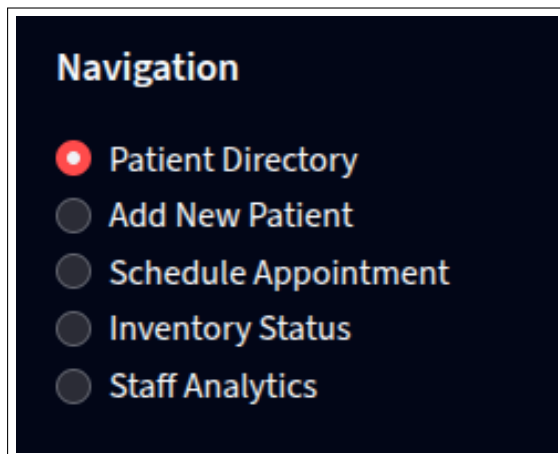 Navigation
Patient Directory
Add New Patient
Schedule Appointment
Inventory Status
Staff Analytics